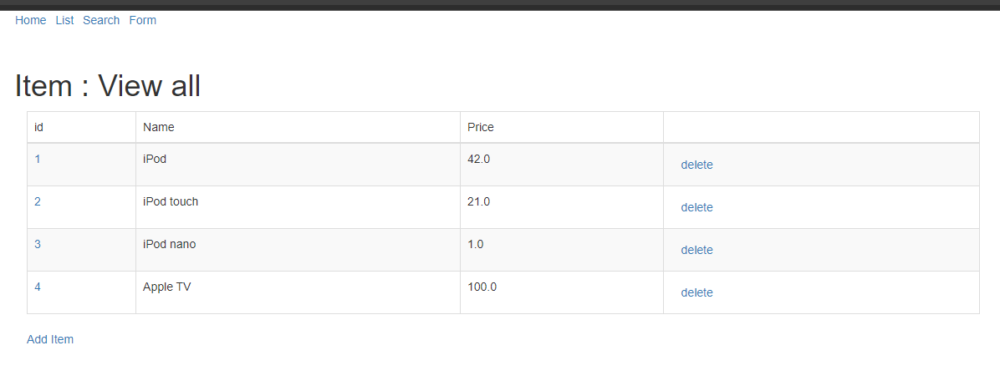 Home List Search Form
Item : View all
id Name Price
1 iPod 42.0 delete
2 iPod touch 21.0 delete
3 iPod nano 1.0 delete
4 Apple TV 100.0 delete
Add Item